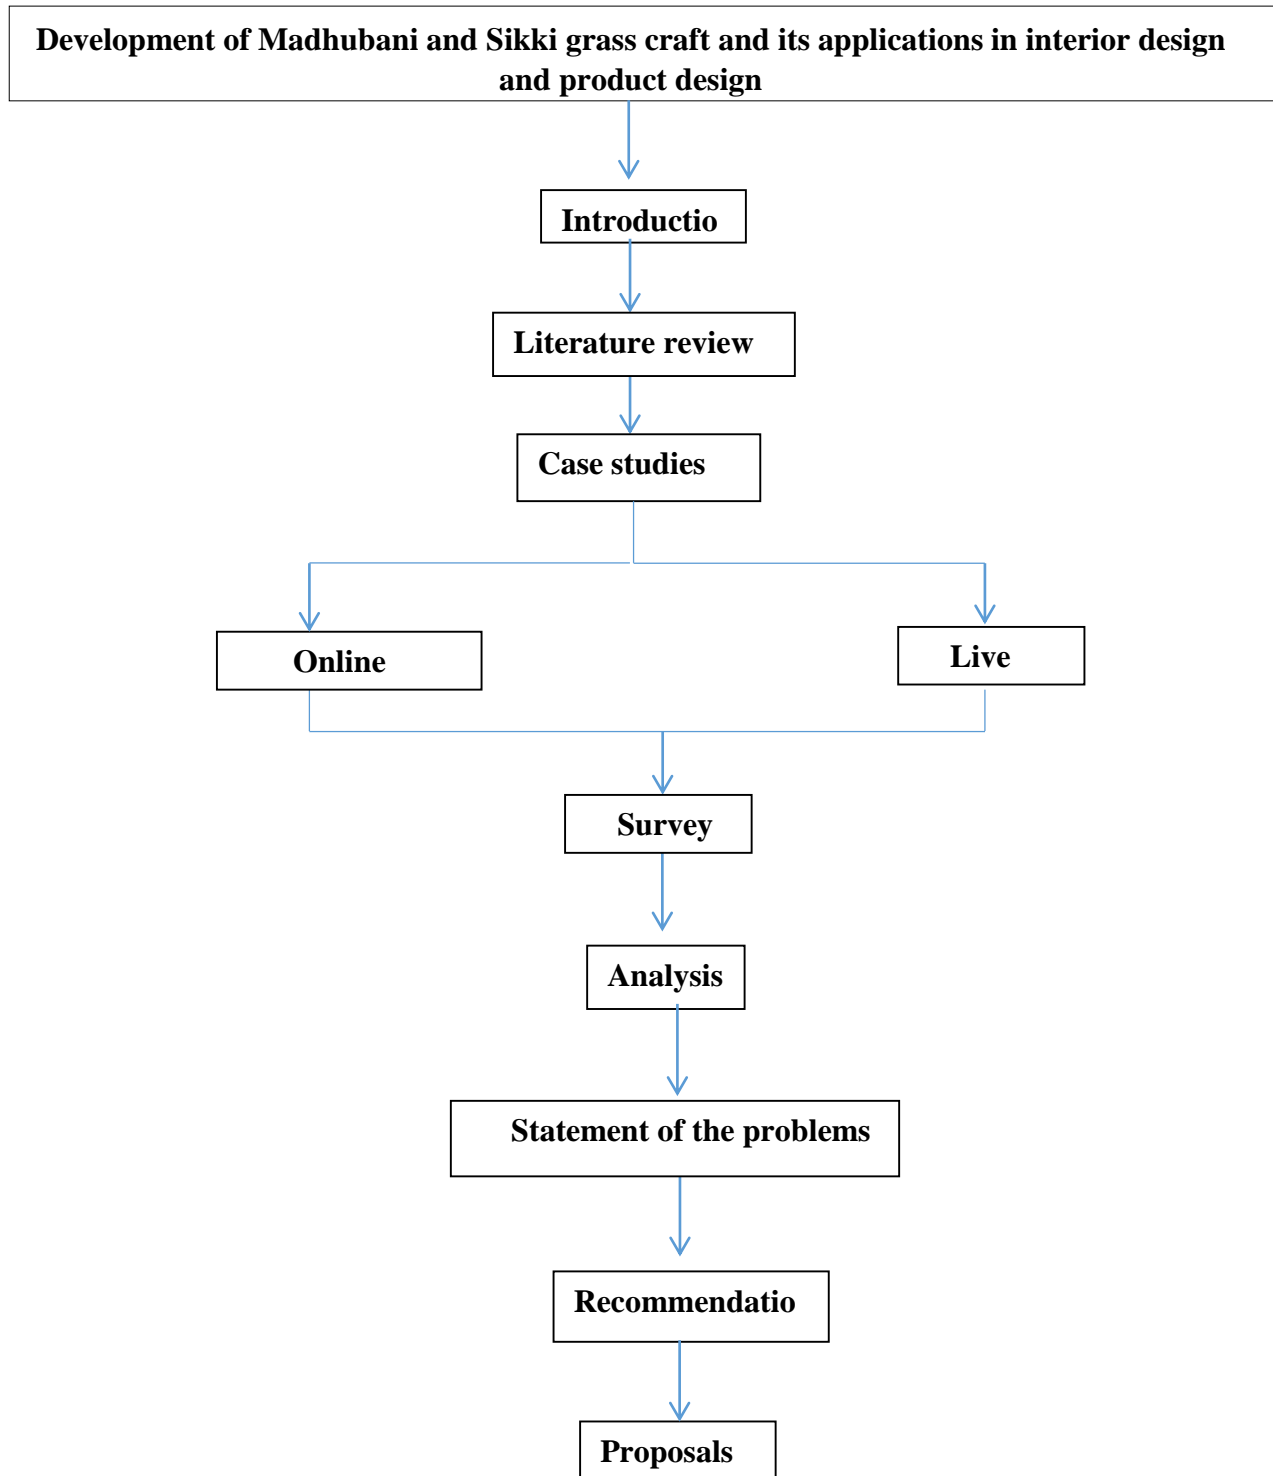 Development of Madhubani and Sikki grass craft and its applications in interior design
and product design
Introductio
Literature review
Case studies
Online
Live
Survey
Analysis
Statement of the problems
Recommendatio
Proposals